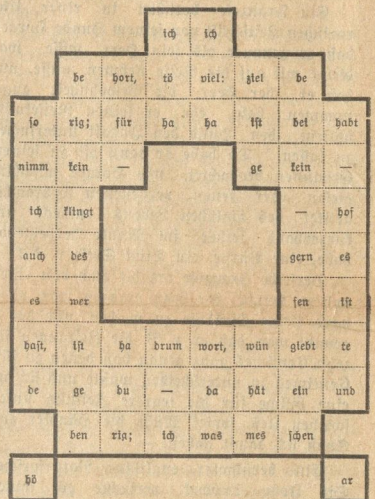 ich ich
be hort, tö viel: ziel be
so rig; für ha ha ist bei habt
nimm kein — ge kein —
ich klingt — hof
auch des gern es
es wer sen ist
hast, ist ha drum wort, wün giebt te
be ge du — da hät ein und
ben rig; ich was mes schen
hö ar